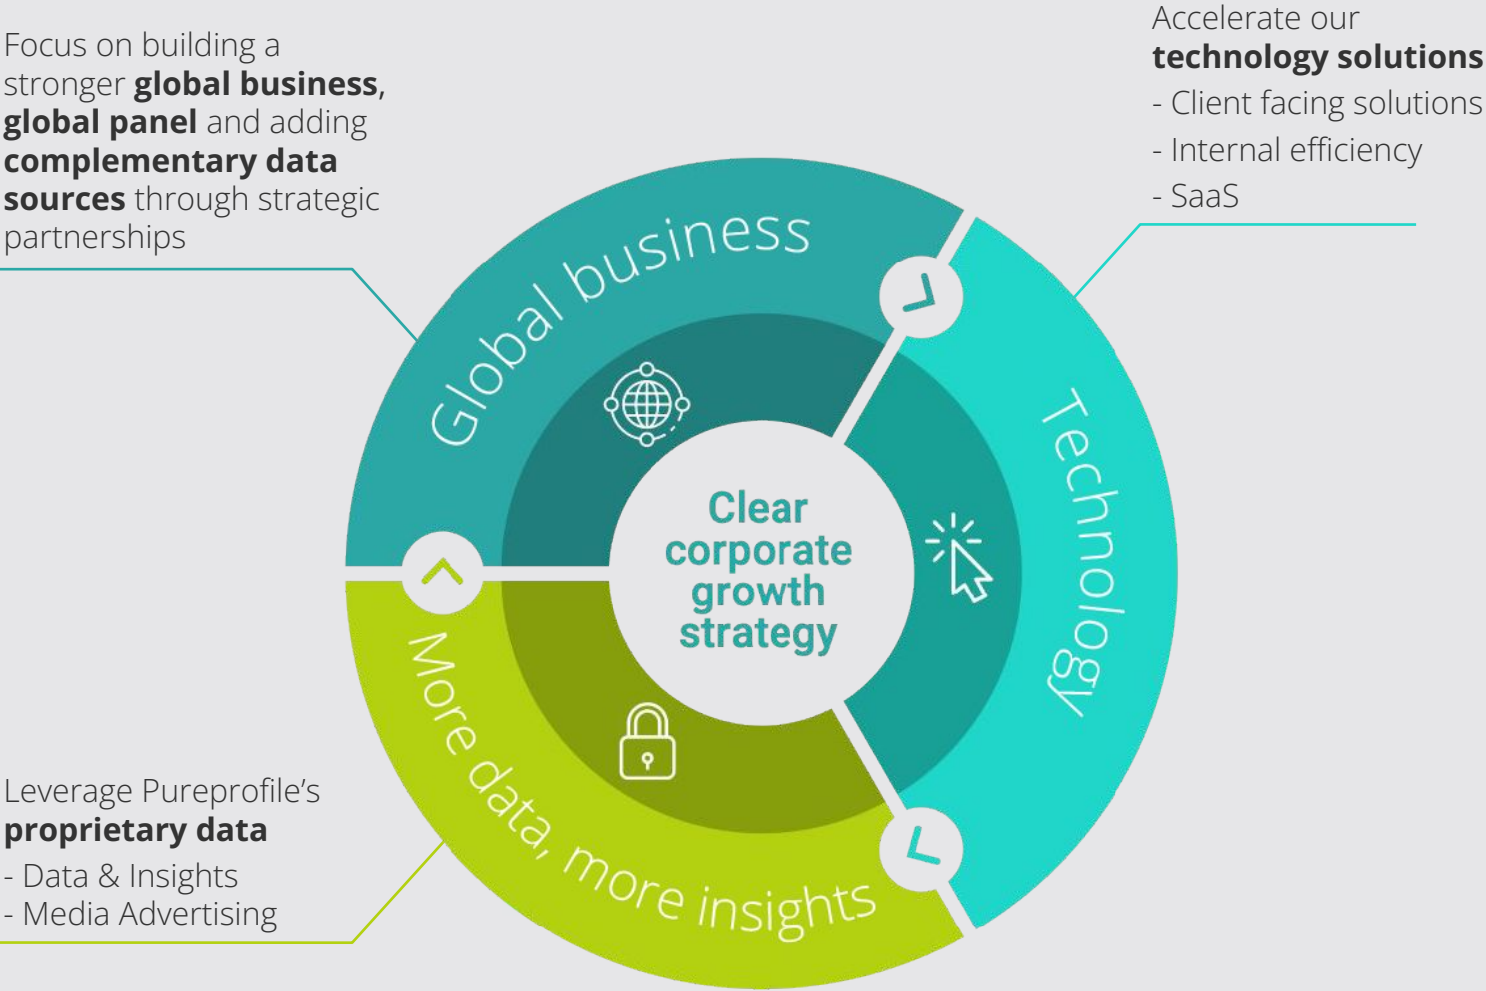 Focus on building a
stronger global business,
global panel and adding
complementary data
sources through strategic
partnerships
Accelerate our
technology solutions
- Client facing solutions
- Internal efficiency
- SaaS
Global business
Technology
More data, more insights
Clear
corporate
growth
strategy
Leverage Pureprofile’s
proprietary data
- Data & Insights
- Media Advertising